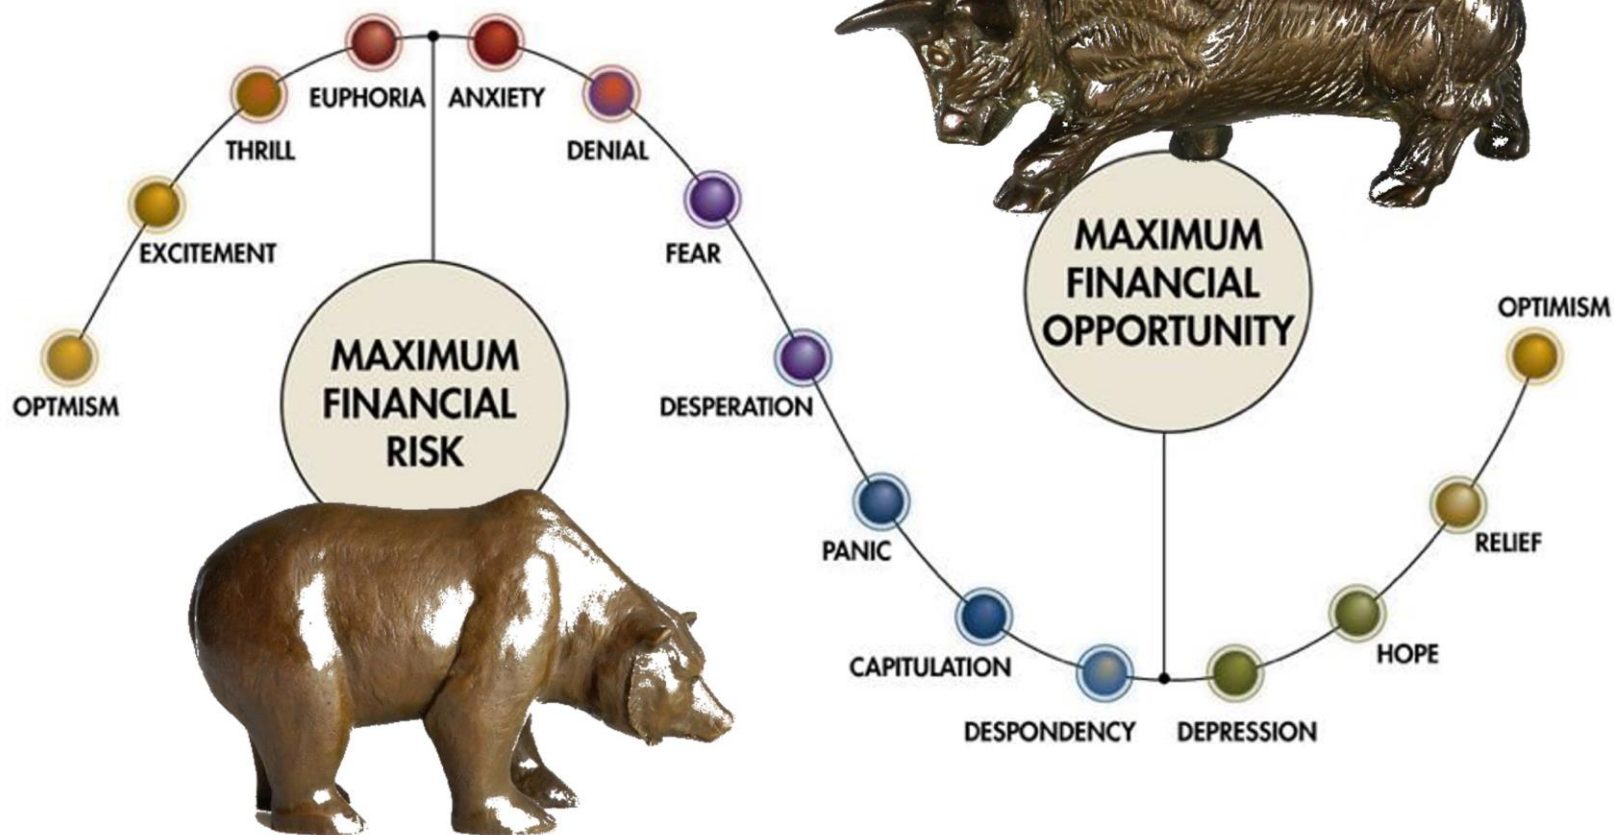 EUPHORIA
ANXIETY
THRILL
DENIAL
EXCITEMENT
FEAR
MAXIMUM
FINANCIAL
OPPORTUNITY
OPTIMISM
MAXIMUM
FINANCIAL
RISK
OPTMISM
DESPERATION
PANIC
RELIEF
CAPITULATION
HOPE
DESPONDENCY
DEPRESSION